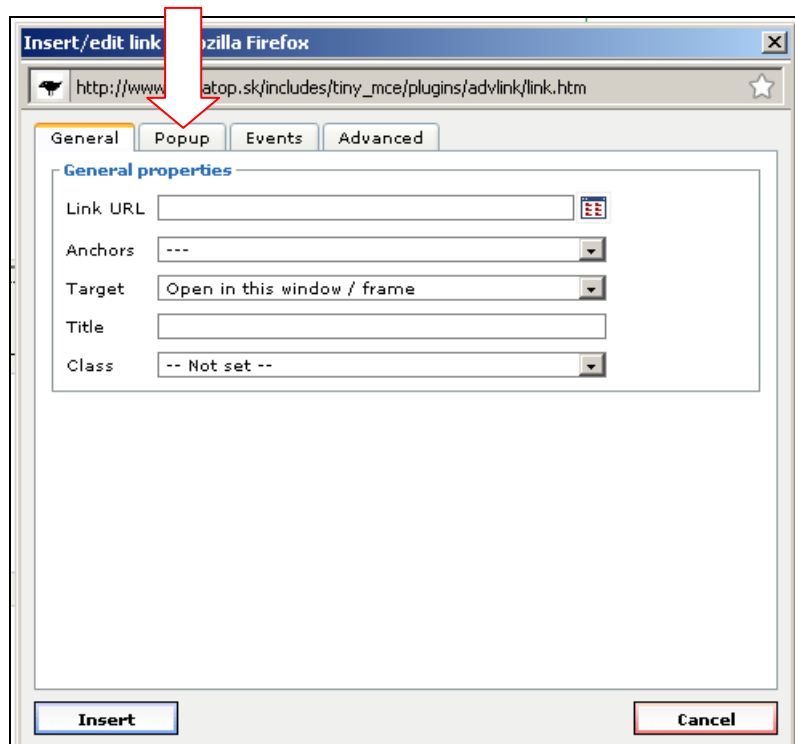 Insert/edit link ozilla Firefox
http://www. atop.sk/includes/tiny_mce/plugins/advlink/link.htm
General Popup Events Advanced
General properties
Link URL
Anchors ---
Target Open in this window / frame
Title
Class -- Not set --
Insert Cancel